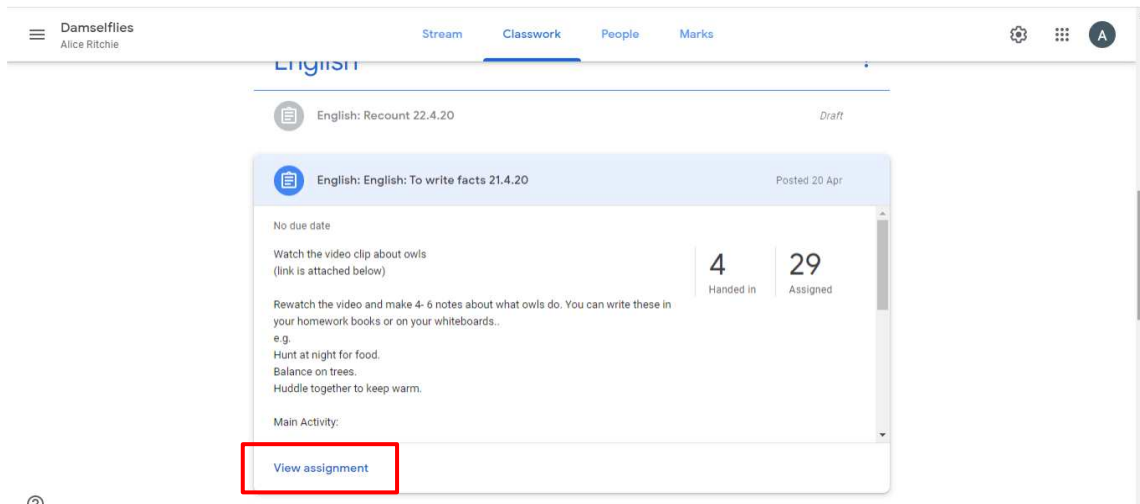 Damselflies
Alice Ritchie
Stream Classwork People Marks
A
English
English: Recount 22.4.20 Draft
English: English: To write facts 21.4.20 Posted 20 Apr
No due date
Watch the video clip about owls
(link is attached below)
4 29
Handed in Assigned
Rewatch the video and make 4- 6 notes about what owls do. You can write these in
your homework books or on your whiteboards..
e.g.
Hunt at night for food.
Balance on trees.
Huddle together to keep warm.
Main Activity:
View assignment